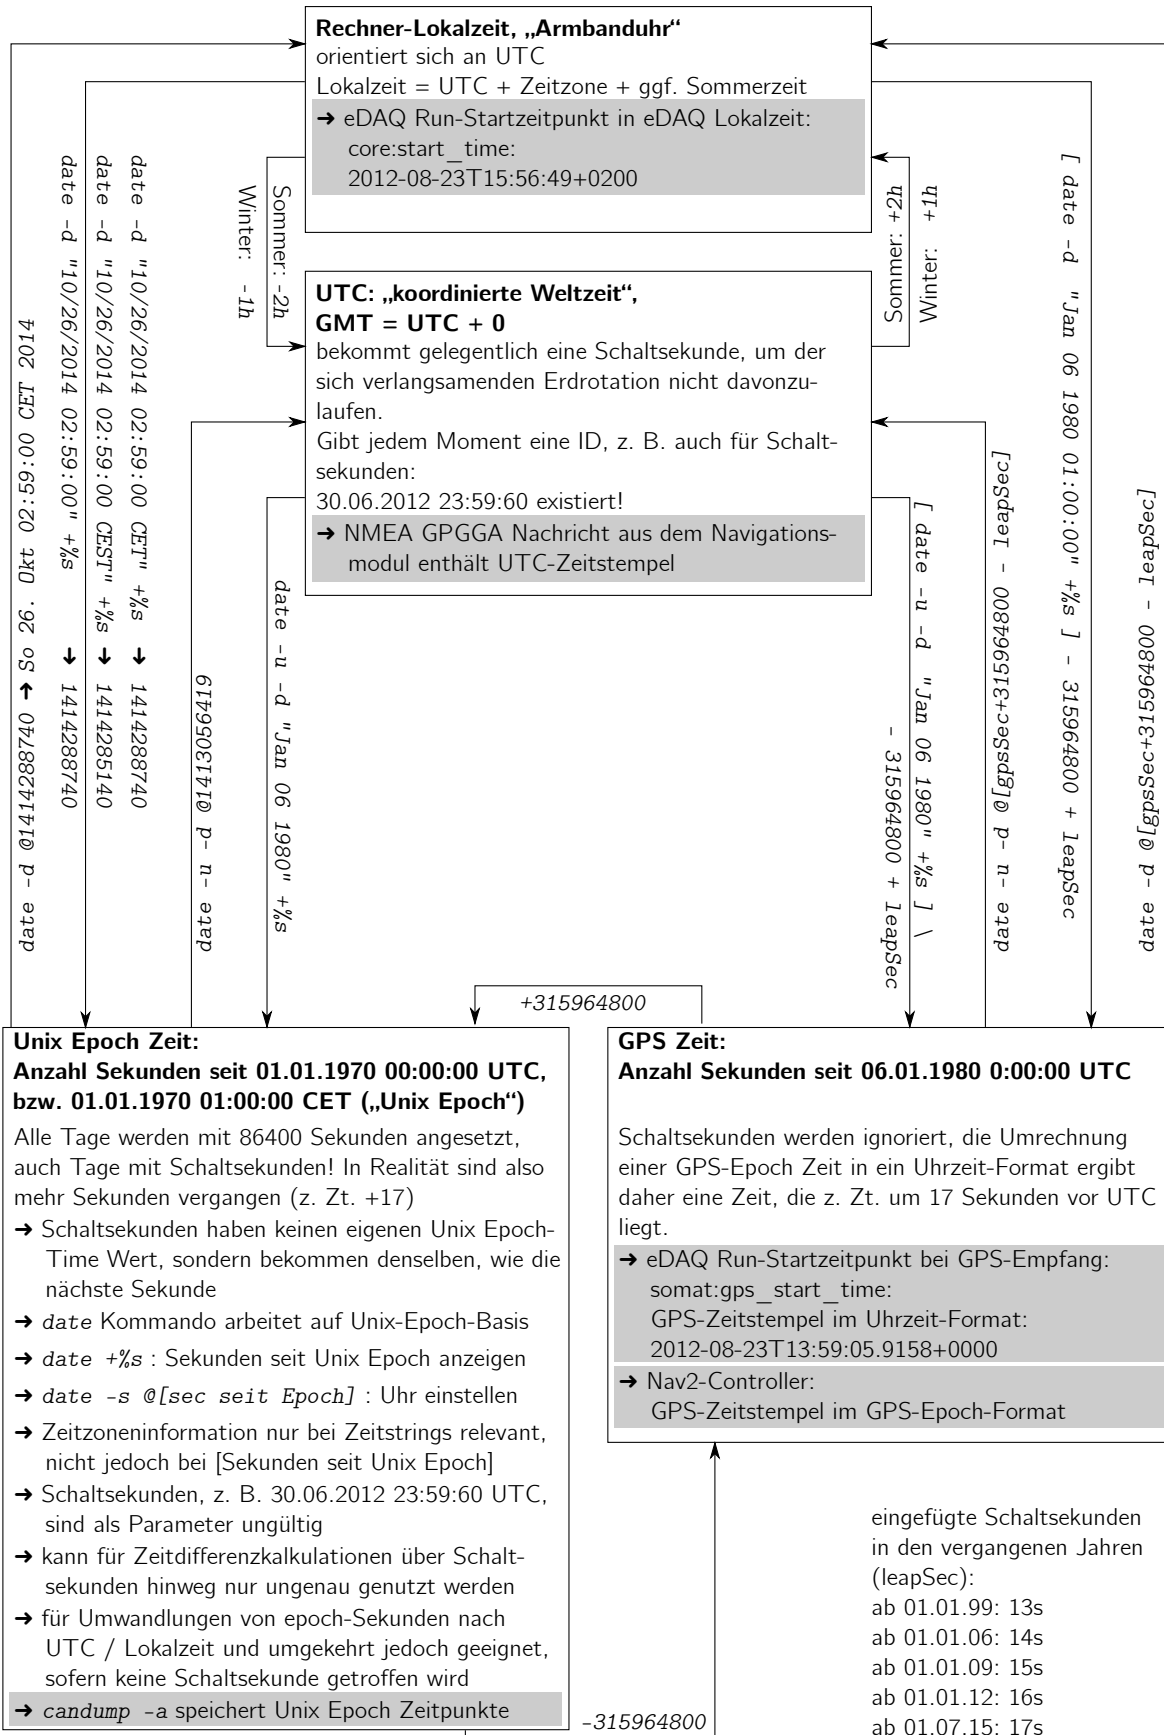 Rechner-Lokalzeit, „Armbanduhr“
orientiert sich an UTC
Lokalzeit = UTC + Zeitzone + ggf. Sommerzeit
➜ eDAQ Run-Startzeitpunkt in eDAQ Lokalzeit:
core:start_time:
2012-08-23T15:56:49+0200
date -d @1414288740 ➜ So 26. Okt 02:59:00 CET 2014
date -d "10/26/2014 02:59:00" +%s ➜ 1414288740
date -d "10/26/2014 02:59:00 CEST" +%s ➜ 1414285140
date -d "10/26/2014 02:59:00 CET" +%s ➜ 1414288740
Sommer: -2h
Winter: -1h
Sommer: +2h
Winter: +1h
[ date -d "Jan 06 1980 01:00:00" +%s ] - 315964800 + leapSec
date -d @[gpsSec+315964800 - leapSec]
UTC: „koordinierte Weltzeit“,
GMT = UTC + 0
bekommt gelegentlich eine Schaltsekunde, um der
sich verlangsamenden Erdrotation nicht davonzu-
laufen.
Gibt jedem Moment eine ID, z. B. auch für Schalt-
sekunden:
30.06.2012 23:59:60 existiert!
➜ NMEA GPGGA Nachricht aus dem Navigations-
modul enthält UTC-Zeitstempel
date -u -d @1413056419
date -u -d "Jan 06 1980" +%s
[ date -u -d "Jan 06 1980" +%s ] \
- 315964800 + leapSec
date -u -d @[gpsSec+315964800 - leapSec]
+315964800
Unix Epoch Zeit:
Anzahl Sekunden seit 01.01.1970 00:00:00 UTC,
bzw. 01.01.1970 01:00:00 CET („Unix Epoch“)
Alle Tage werden mit 86400 Sekunden angesetzt,
auch Tage mit Schaltsekunden! In Realität sind also
mehr Sekunden vergangen (z. Zt. +17)
➜ Schaltsekunden haben keinen eigenen Unix Epoch-
Time Wert, sondern bekommen denselben, wie die
nächste Sekunde
➜ date Kommando arbeitet auf Unix-Epoch-Basis
➜ date +%s : Sekunden seit Unix Epoch anzeigen
➜ date -s @[sec seit Epoch] : Uhr einstellen
➜ Zeitzoneninformation nur bei Zeitstrings relevant,
nicht jedoch bei [Sekunden seit Unix Epoch]
➜ Schaltsekunden, z. B. 30.06.2012 23:59:60 UTC,
sind als Parameter ungültig
➜ kann für Zeitdifferenzkalkulationen über Schalt-
sekunden hinweg nur ungenau genutzt werden
➜ für Umwandlungen von epoch-Sekunden nach
UTC / Lokalzeit und umgekehrt jedoch geeignet,
sofern keine Schaltsekunde getroffen wird
➜ candump -a speichert Unix Epoch Zeitpunkte
GPS Zeit:
Anzahl Sekunden seit 06.01.1980 0:00:00 UTC
Schaltsekunden werden ignoriert, die Umrechnung
einer GPS-Epoch Zeit in ein Uhrzeit-Format ergibt
daher eine Zeit, die z. Zt. um 17 Sekunden vor UTC
liegt.
➜ eDAQ Run-Startzeitpunkt bei GPS-Empfang:
somat:gps_start_time:
GPS-Zeitstempel im Uhrzeit-Format:
2012-08-23T13:59:05.9158+0000
➜ Nav2-Controller:
GPS-Zeitstempel im GPS-Epoch-Format
-315964800
eingefügte Schaltsekunden
in den vergangenen Jahren
(leapSec):
ab 01.01.99: 13s
ab 01.01.06: 14s
ab 01.01.09: 15s
ab 01.01.12: 16s
ab 01.07.15: 17s